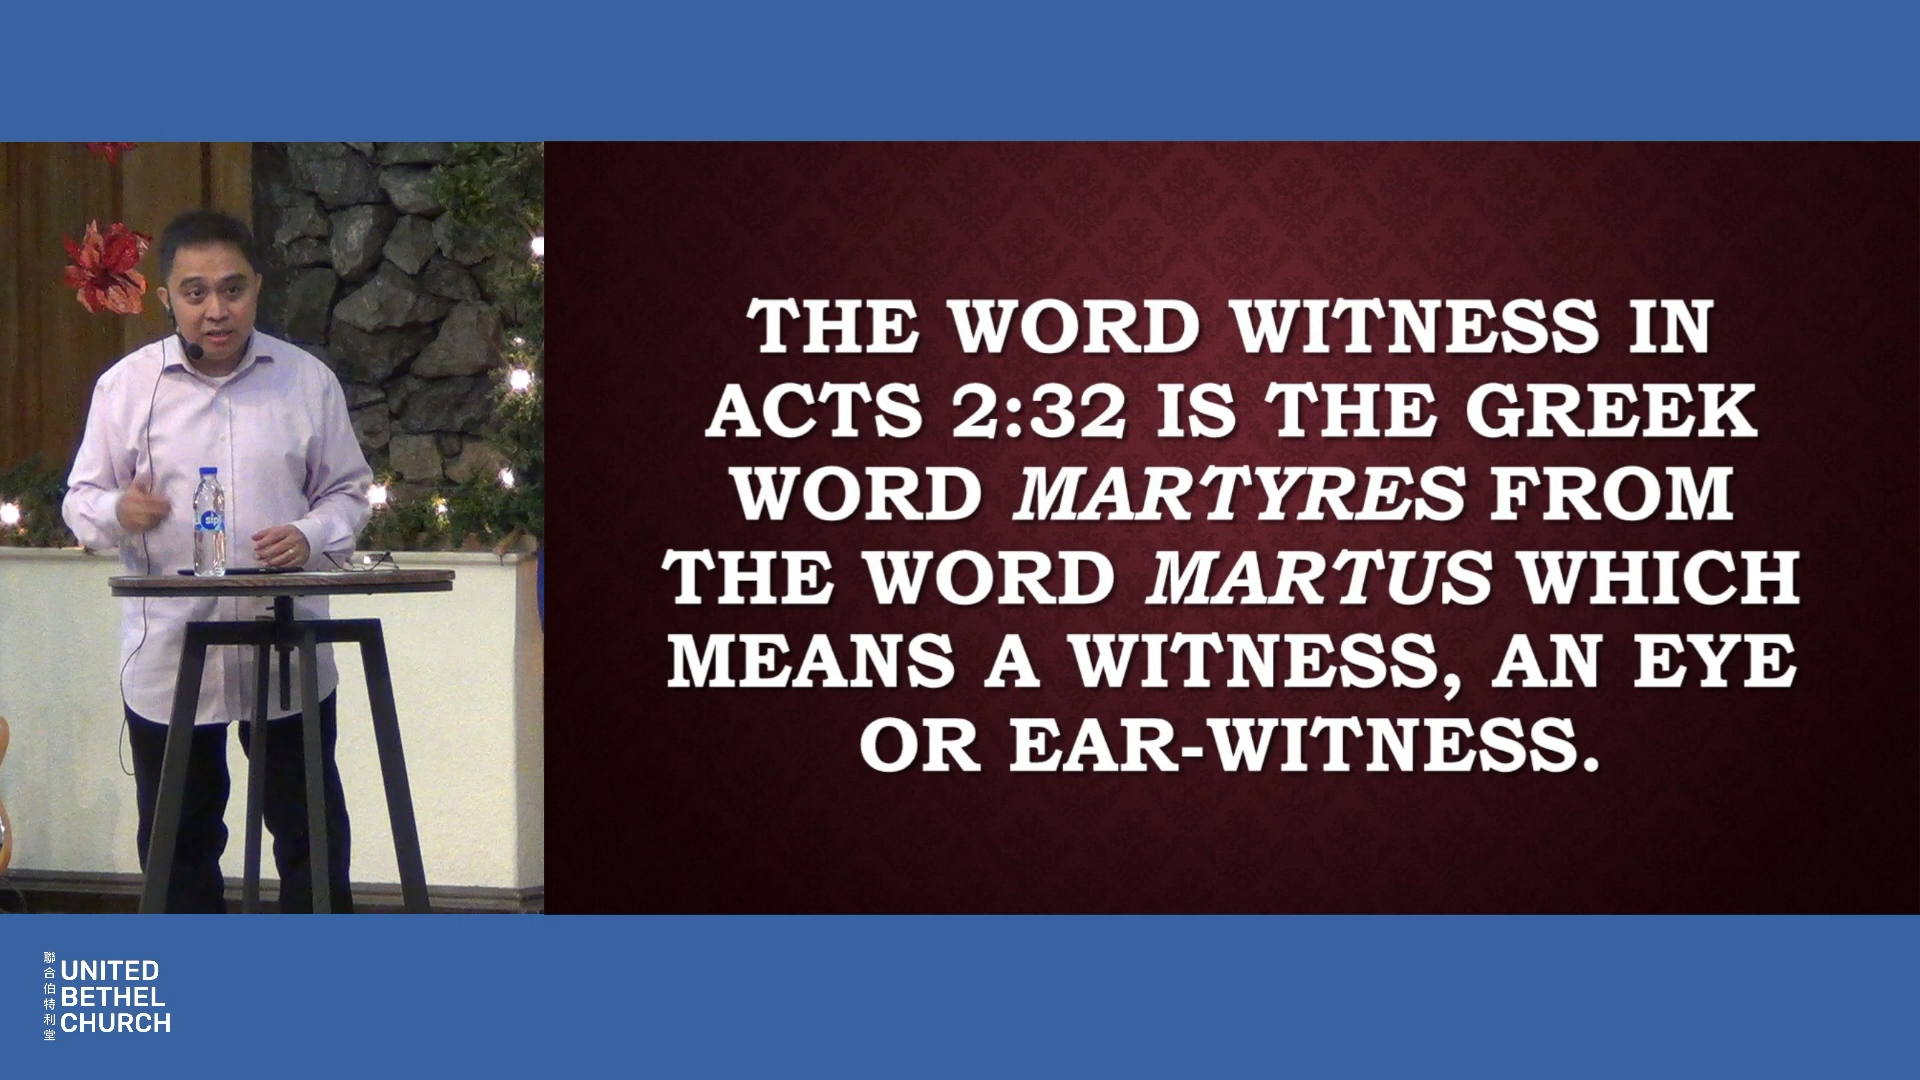 THE WORD WITNESS IN
ACTS 2:32 IS THE GREEK
WORD MARTYRES FROM
THE WORD MARTUS WHICH
MEANS A WITNESS, AN EYE
OR EAR-WITNESS.
sip
聯合伯特利堂
UNITED
BETHEL
CHURCH